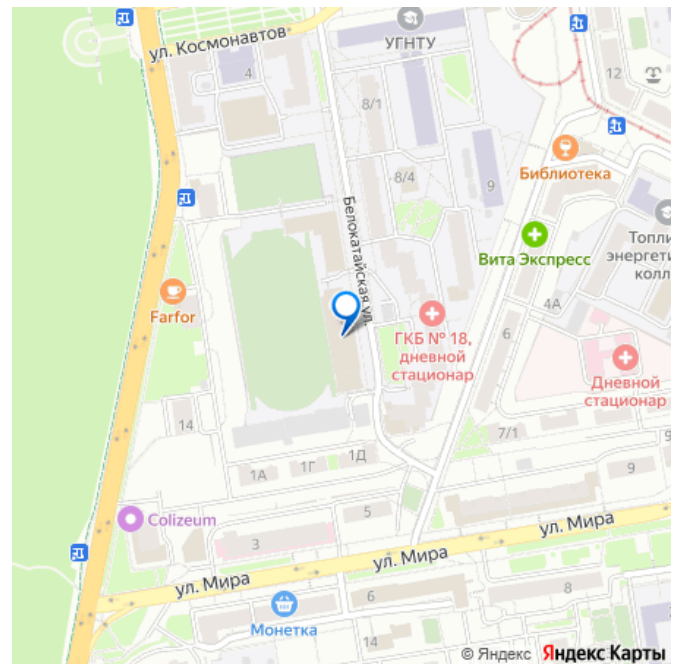 ул. Космонавтов
УГНТУ
4
8/1
12
Библиотека
8/4
9
Белокатайская ул.
Вита Экспресс
Топли
энергети
колл
Farfor
4А
ГКБ № 18,
дневной
стационар
6
Дневной
стационар
14
7/1
9
1А
1Г
1Д
9
Colizeum
5
3
ул. Мира
ул. Мира
ул. Мира
6
8
Монетка
14
© Яндекс Яндекс Карты